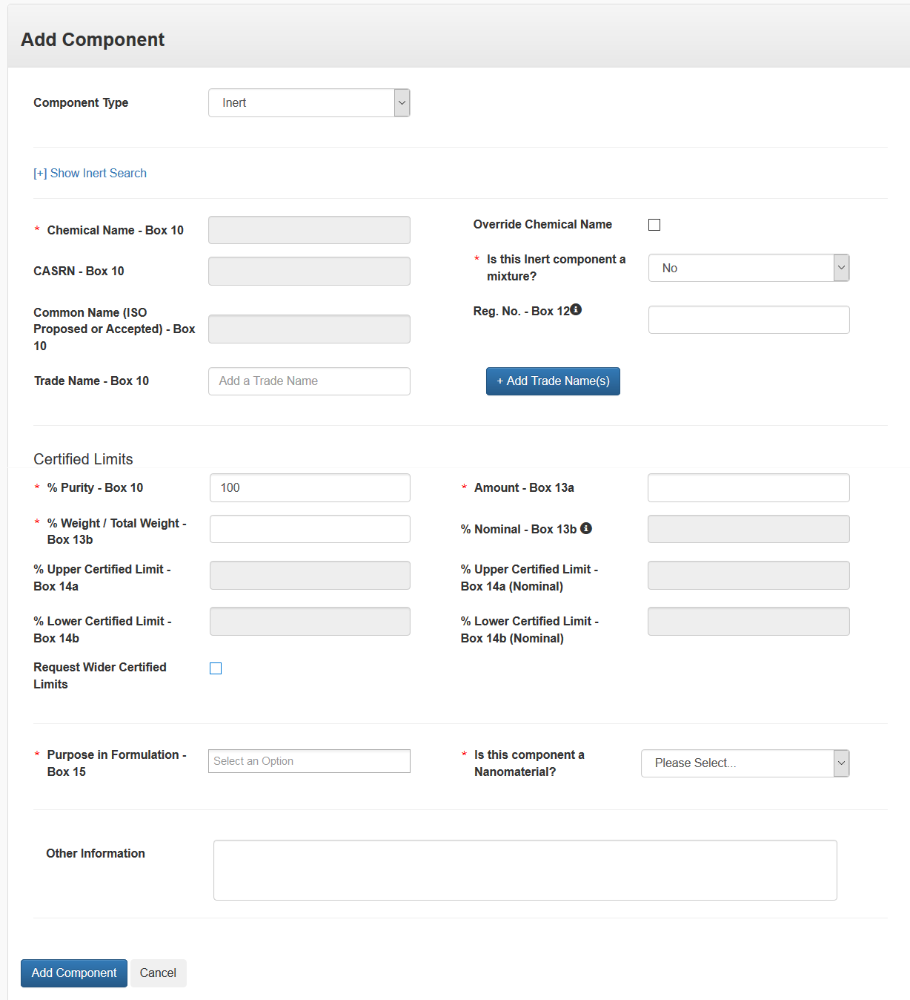 Add Component
Component Type
Inert
[+] Show Inert Search
* Chemical Name - Box 10
Override Chemical Name
CASRN - Box 10
* Is this Inert component a
mixture?
No
Common Name (ISO
Proposed or Accepted) - Box
10
Reg. No. - Box 12
Trade Name - Box 10
Add a Trade Name
+ Add Trade Name(s)
Certified Limits
* % Purity - Box 10
100
* Amount - Box 13a
* % Weight / Total Weight -
Box 13b
% Nominal - Box 13b
% Upper Certified Limit -
Box 14a
% Upper Certified Limit -
Box 14a (Nominal)
% Lower Certified Limit -
Box 14b
% Lower Certified Limit -
Box 14b (Nominal)
Request Wider Certified
Limits
* Purpose in Formulation -
Box 15
Select an Option
* Is this component a
Nanomaterial?
Please Select...
Other Information
Add Component
Cancel